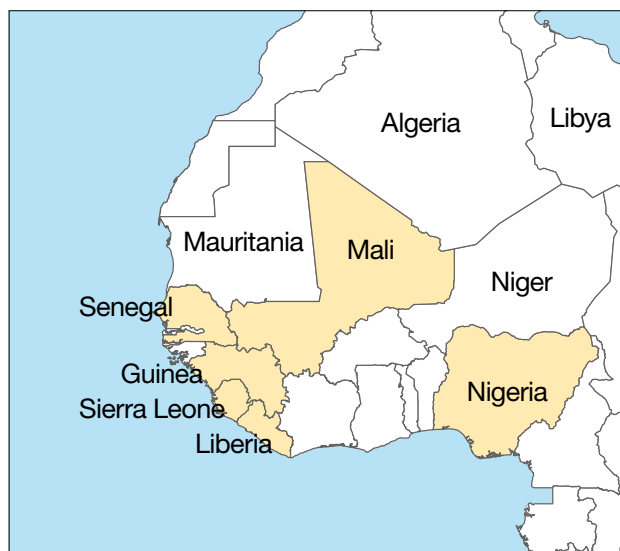 Algeria
Libya
Mauritania
Mali
Niger
Senegal
Guinea
Nigeria
Sierra Leone
Liberia